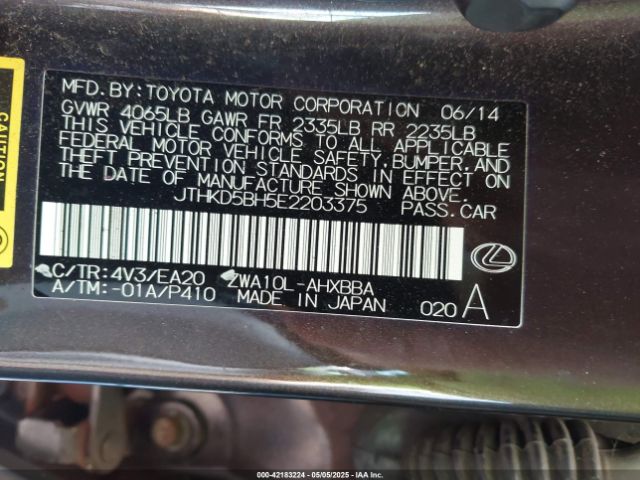 MFD. BY: TOYOTA MOTOR CORPORATION 06/14
GVWR 4065LB GAWR FR 2335LB RR 2235LB
THIS VEHICLE CONFORMS TO ALL APPLICABLE
FEDERAL MOTOR VEHICLE SAFETY, BUMPER, AND
THEFT PREVENTION STANDARDS IN EFFECT ON
THE DATE OF MANUFACTURE SHOWN ABOVE.
JTHKD5BH5E2203375 PASS.CAR
C/TR: 4V3/EA20 ZWA10L-AHXBBA
A/TM: -01A/P410 MADE IN JAPAN 020 A
CAUTION
000-42183224 - 05/05/2025 - IAA Inc.